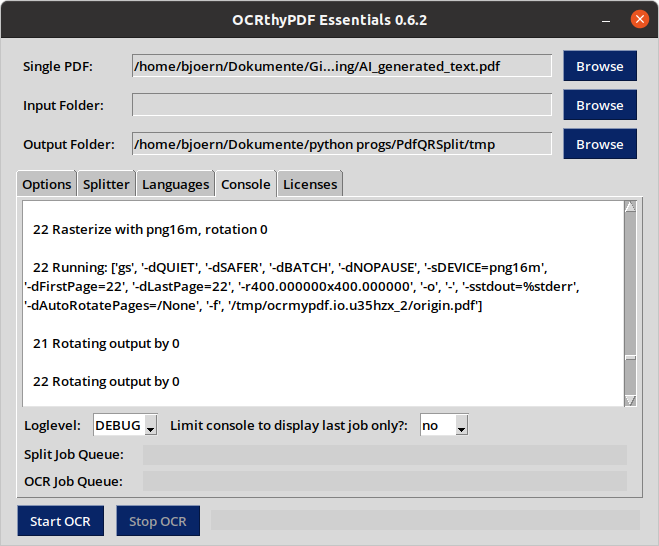 OCRthyPDF Essentials 0.6.2
Single PDF: /home/bjoern/Dokumente/Gi...ing/AI_generated_text.pdf Browse
Input Folder: Browse
Output Folder: /home/bjoern/Dokumente/python progs/PdfQRSplit/tmp Browse
Options Splitter Languages Console Licenses
22 Rasterize with png16m, rotation 0
22 Running: ['gs', '-dQUIET', '-dSAFER', '-dBATCH', '-dNOPAUSE', '-sDEVICE=png16m',
'-dFirstPage=22', '-dLastPage=22', '-r400.000000x400.000000', '-o', '-', '-sstdout=%stderr',
'-dAutoRotatePages=/None', '-f', '/tmp/ocrmypdf.io.u35hzx_2/origin.pdf']
21 Rotating output by 0
22 Rotating output by 0
Loglevel: DEBUG Limit console to display last job only?: no
Split Job Queue:
OCR Job Queue:
Start OCR Stop OCR